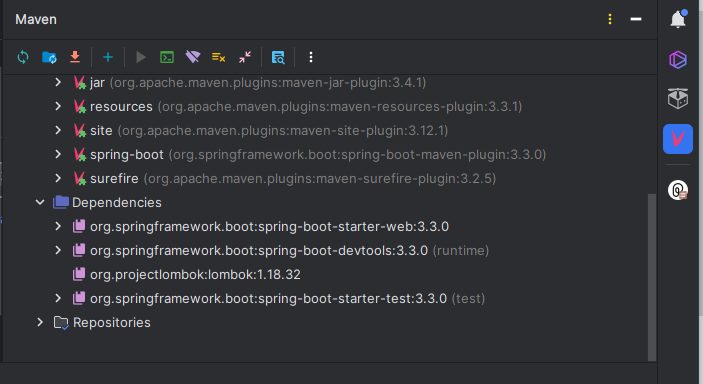 Maven
jar (org.apache.maven.plugins:maven-jar-plugin:3.4.1)
resources (org.apache.maven.plugins:maven-resources-plugin:3.3.1)
site (org.apache.maven.plugins:maven-site-plugin:3.12.1)
spring-boot (org.springframework.boot:spring-boot-maven-plugin:3.3.0)
surefire (org.apache.maven.plugins:maven-surefire-plugin:3.2.5)
Dependencies
org.springframework.boot:spring-boot-starter-web:3.3.0
org.springframework.boot:spring-boot-devtools:3.3.0 (runtime)
org.projectlombok:lombok:1.18.32
org.springframework.boot:spring-boot-starter-test:3.3.0 (test)
Repositories